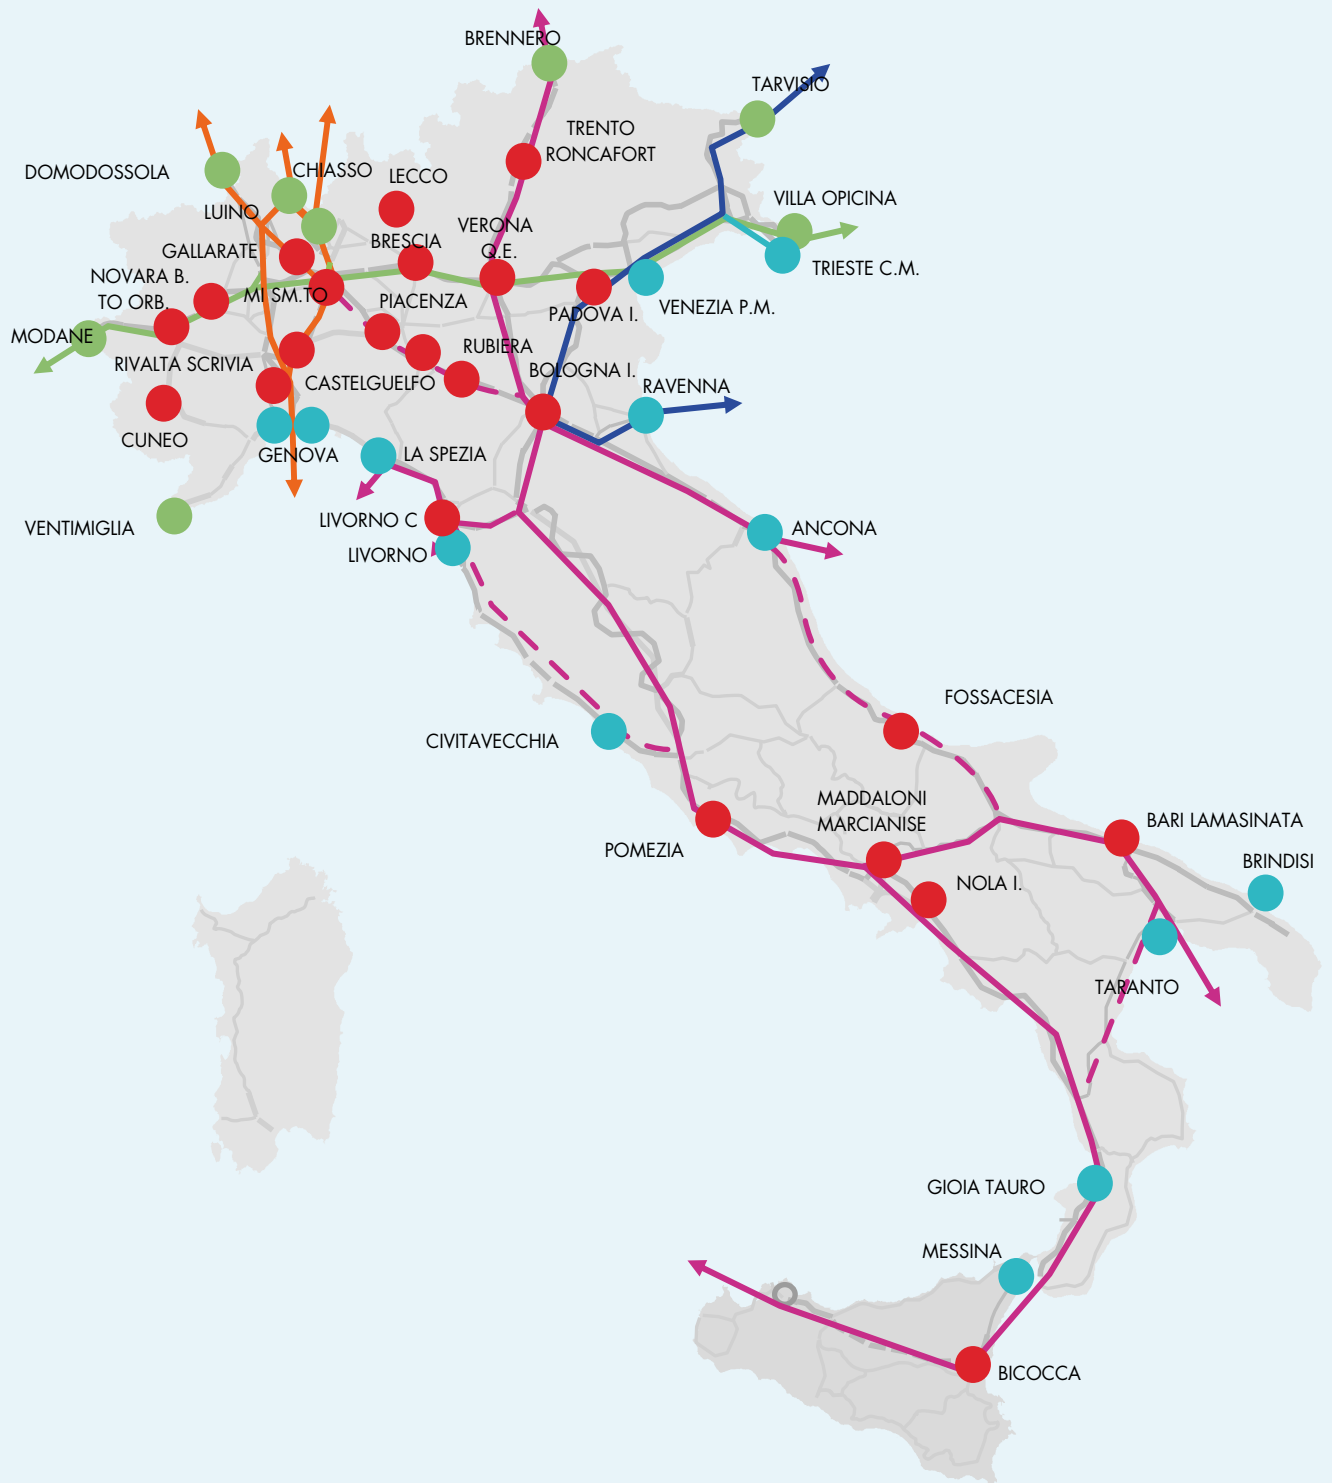 BRENNERO
TARVISIO
TRENTO
RONCAFORT
DOMODOSSOLA
CHIASSO
LECCO
VILLA OPICINA
LUINO
VERONA
Q.E.
GALLARATE
BRESCIA
TRIESTE C.M.
NOVARA B.
TO ORB.
MI SM.TO
PIACENZA
PADOVA I.
VENEZIA P.M.
MODANE
RIVALTA SCRIVIA
RUBIERA
CASTELGUELFO
BOLOGNA I.
RAVENNA
CUNEO
GENOVA
LA SPEZIA
VENTIMIGLIA
LIVORNO C
ANCONA
LIVORNO
FOSSACESIA
CIVITAVECCHIA
MADDALONI
MARCIANISE
BARI LAMASINATA
POMEZIA
BRINDISI
NOLA I.
TARANTO
GIOIA TAURO
MESSINA
BICOCCA